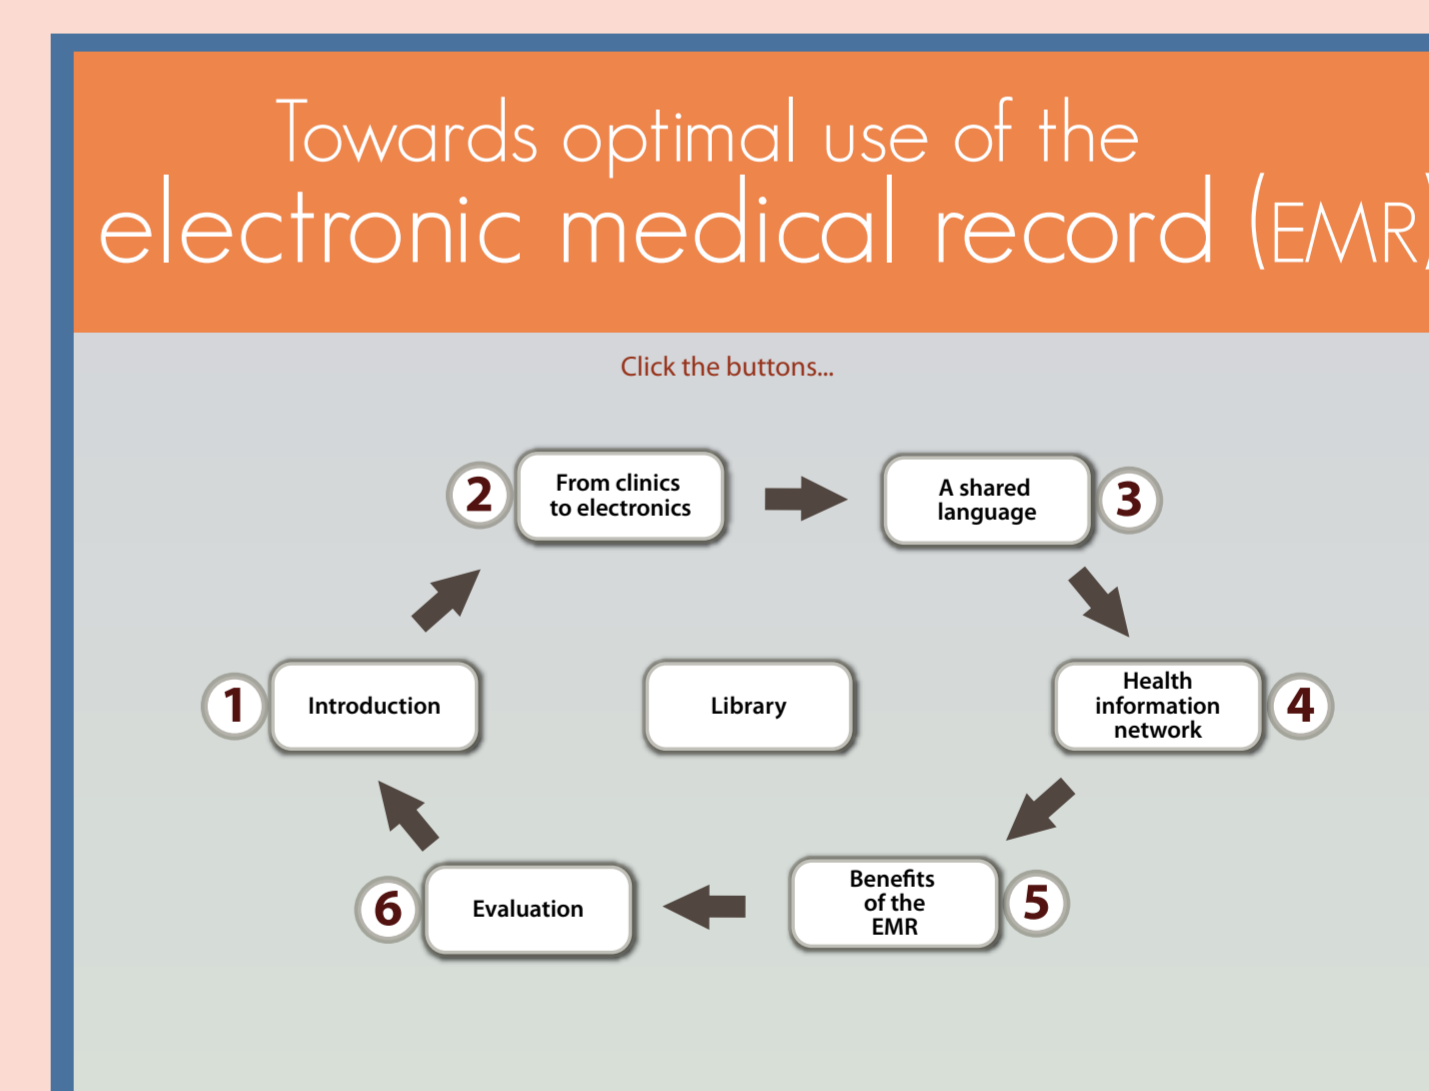 Towards optimal use of the
electronic medical record (EMR)
Click the buttons...
2
From clinics
to electronics
A shared
language
3
1
Introduction
Library
Health
information
network
4
6
Evaluation
Benefits
of the
EMR
5